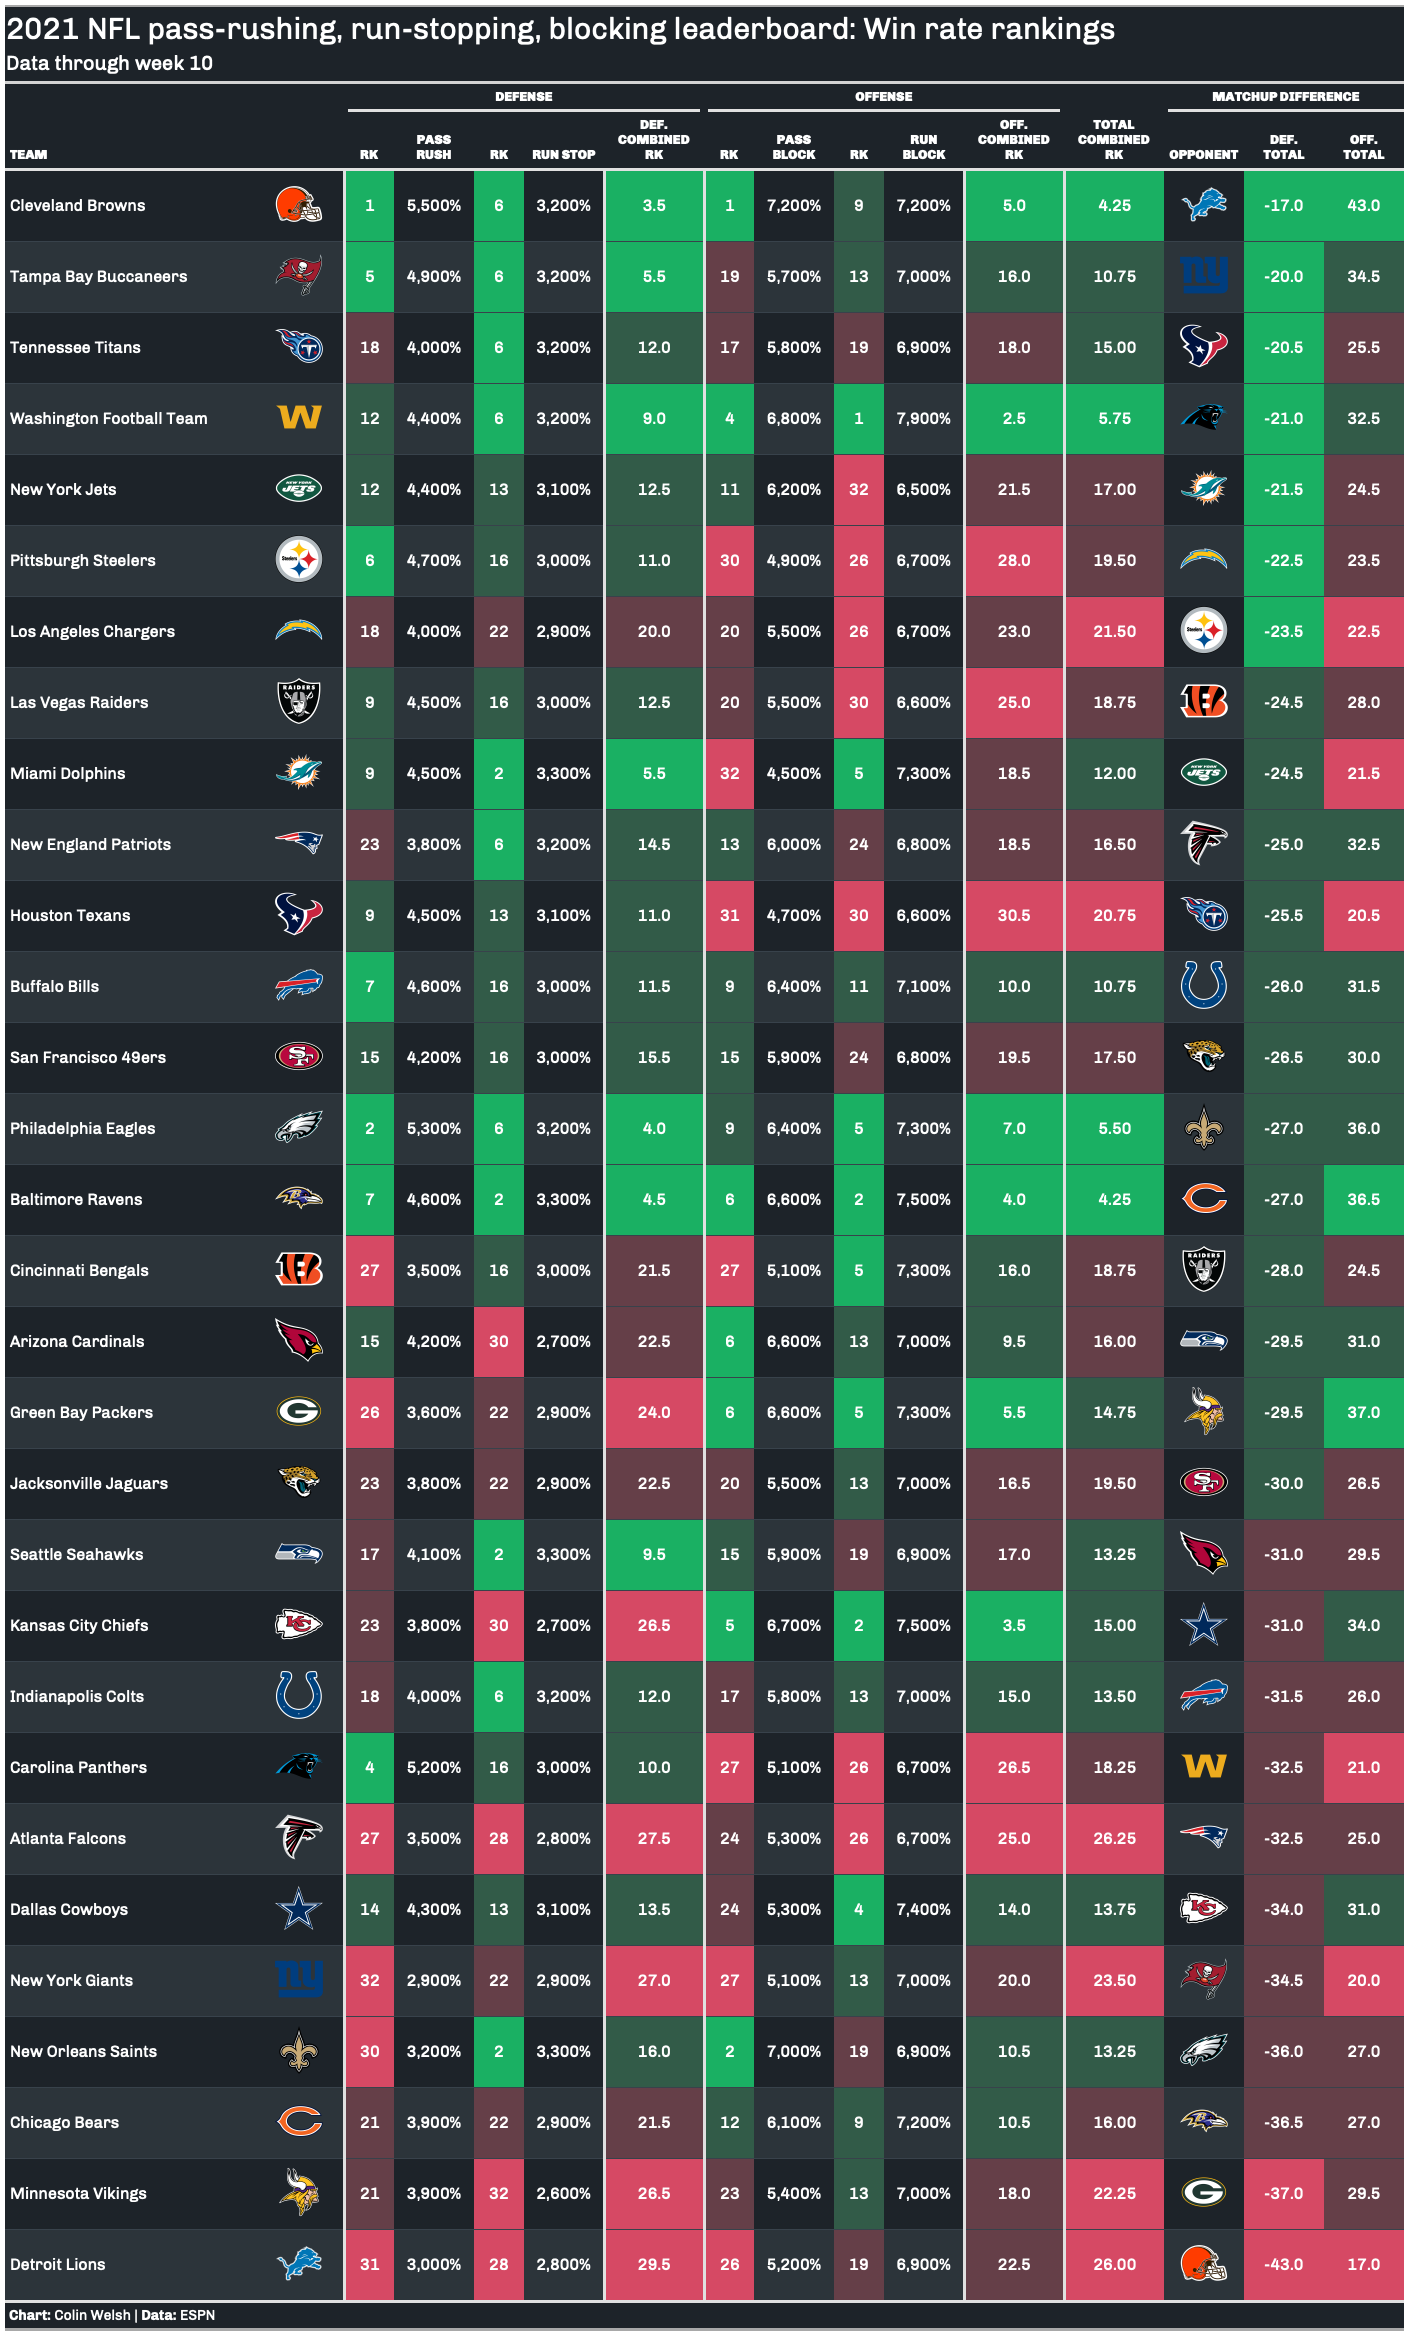 2021 NFL pass-rushing, run-stopping, blocking leaderboard: Win rate rankings
Data through week 10
DEFENSE OFFENSE MATCHUP DIFFERENCE
TEAM RK PASS RUSH RK RUN STOP DEF. COMBINED RK RK PASS BLOCK RK RUN BLOCK OFF. COMBINED RK TOTAL COMBINED RK OPPONENT DEF. TOTAL OFF. TOTAL
Cleveland Browns 1 5,500% 6 3,200% 3.5 1 7,200% 9 7,200% 5.0 4.25 -17.0 43.0
Tampa Bay Buccaneers 5 4,900% 6 3,200% 5.5 19 5,700% 13 7,000% 16.0 10.75 ny -20.0 34.5
Tennessee Titans 18 4,000% 6 3,200% 12.0 17 5,800% 19 6,900% 18.0 15.00 -20.5 25.5
Washington Football Team W 12 4,400% 6 3,200% 9.0 4 6,800% 1 7,900% 2.5 5.75 -21.0 32.5
New York Jets NEW YORK JETS 12 4,400% 13 3,100% 12.5 11 6,200% 32 6,500% 21.5 17.00 -21.5 24.5
Pittsburgh Steelers Steelers 6 4,700% 16 3,000% 11.0 30 4,900% 26 6,700% 28.0 19.50 -22.5 23.5
Los Angeles Chargers 18 4,000% 22 2,900% 20.0 20 5,500% 26 6,700% 23.0 21.50 Steelers -23.5 22.5
Las Vegas Raiders RAIDERS 9 4,500% 16 3,000% 12.5 20 5,500% 30 6,600% 25.0 18.75 B -24.5 28.0
Miami Dolphins 9 4,500% 2 3,300% 5.5 32 4,500% 5 7,300% 18.5 12.00 NEW YORK JETS -24.5 21.5
New England Patriots 23 3,800% 6 3,200% 14.5 13 6,000% 24 6,800% 18.5 16.50 -25.0 32.5
Houston Texans 9 4,500% 13 3,100% 11.0 31 4,700% 30 6,600% 30.5 20.75 T -25.5 20.5
Buffalo Bills 7 4,600% 16 3,000% 11.5 9 6,400% 11 7,100% 10.0 10.75 -26.0 31.5
San Francisco 49ers SF 15 4,200% 16 3,000% 15.5 15 5,900% 24 6,800% 19.5 17.50 -26.5 30.0
Philadelphia Eagles 2 5,300% 6 3,200% 4.0 9 6,400% 5 7,300% 7.0 5.50 -27.0 36.0
Baltimore Ravens B 7 4,600% 2 3,300% 4.5 6 6,600% 2 7,500% 4.0 4.25 C -27.0 36.5
Cincinnati Bengals B 27 3,500% 16 3,000% 21.5 27 5,100% 5 7,300% 16.0 18.75 RAIDERS -28.0 24.5
Arizona Cardinals 15 4,200% 30 2,700% 22.5 6 6,600% 13 7,000% 9.5 16.00 -29.5 31.0
Green Bay Packers G 26 3,600% 22 2,900% 24.0 6 6,600% 5 7,300% 5.5 14.75 -29.5 37.0
Jacksonville Jaguars 23 3,800% 22 2,900% 22.5 20 5,500% 13 7,000% 16.5 19.50 SF -30.0 26.5
Seattle Seahawks 17 4,100% 2 3,300% 9.5 15 5,900% 19 6,900% 17.0 13.25 -31.0 29.5
Kansas City Chiefs KC 23 3,800% 30 2,700% 26.5 5 6,700% 2 7,500% 3.5 15.00 -31.0 34.0
Indianapolis Colts 18 4,000% 6 3,200% 12.0 17 5,800% 13 7,000% 15.0 13.50 -31.5 26.0
Carolina Panthers 4 5,200% 16 3,000% 10.0 27 5,100% 26 6,700% 26.5 18.25 W -32.5 21.0
Atlanta Falcons 27 3,500% 28 2,800% 27.5 24 5,300% 26 6,700% 25.0 26.25 -32.5 25.0
Dallas Cowboys 14 4,300% 13 3,100% 13.5 24 5,300% 4 7,400% 14.0 13.75 KC -34.0 31.0
New York Giants ny 32 2,900% 22 2,900% 27.0 27 5,100% 13 7,000% 20.0 23.50 -34.5 20.0
New Orleans Saints 30 3,200% 2 3,300% 16.0 2 7,000% 19 6,900% 10.5 13.25 -36.0 27.0
Chicago Bears C 21 3,900% 22 2,900% 21.5 12 6,100% 9 7,200% 10.5 16.00 B -36.5 27.0
Minnesota Vikings 21 3,900% 32 2,600% 26.5 23 5,400% 13 7,000% 18.0 22.25 G -37.0 29.5
Detroit Lions 31 3,000% 28 2,800% 29.5 26 5,200% 19 6,900% 22.5 26.00 -43.0 17.0
Chart: Colin Welsh | Data: ESPN